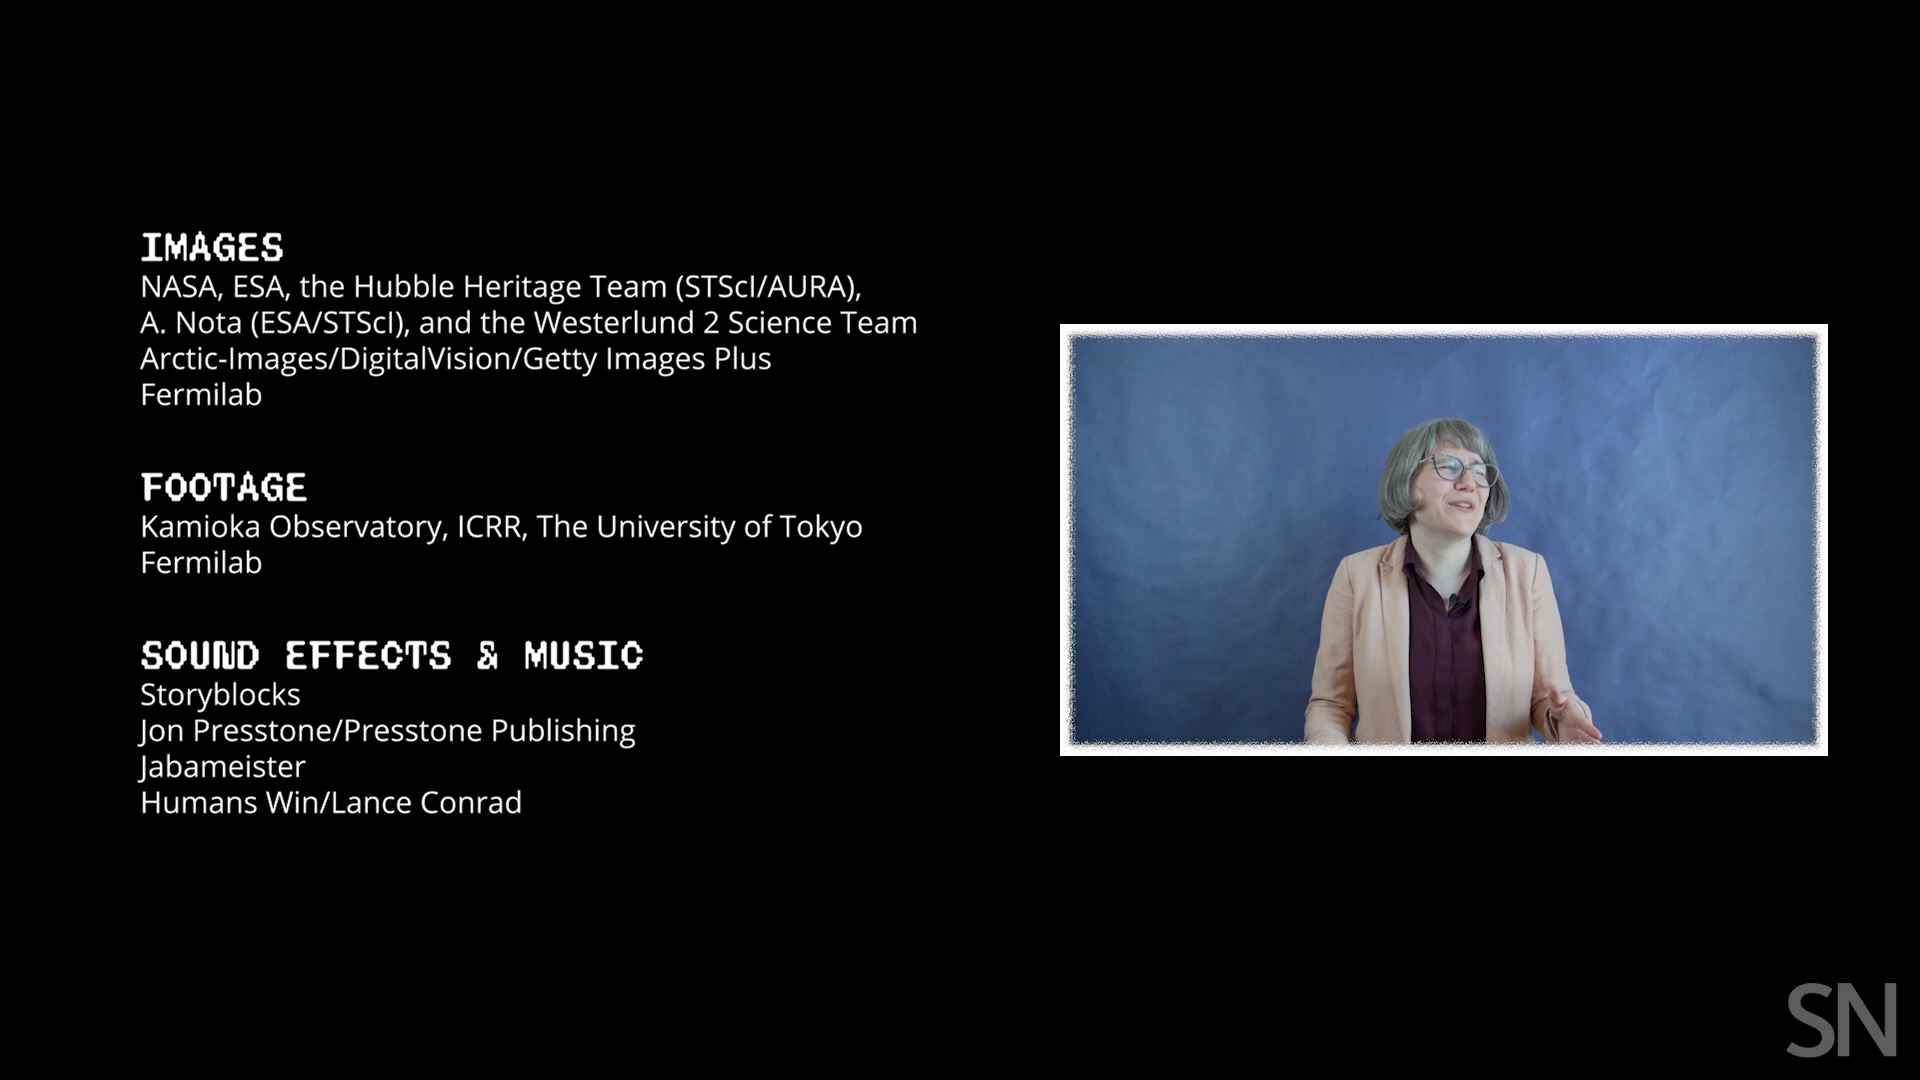 IMAGES
NASA, ESA, the Hubble Heritage Team (STScI/AURA),
A. Nota (ESA/STScI), and the Westerlund 2 Science Team
Arctic-Images/DigitalVision/Getty Images Plus
Fermilab
FOOTAGE
Kamioka Observatory, ICRR, The University of Tokyo
Fermilab
SOUND EFFECTS & MUSIC
Storyblocks
Jon Presstone/Presstone Publishing
Jabameister
Humans Win/Lance Conrad
SN